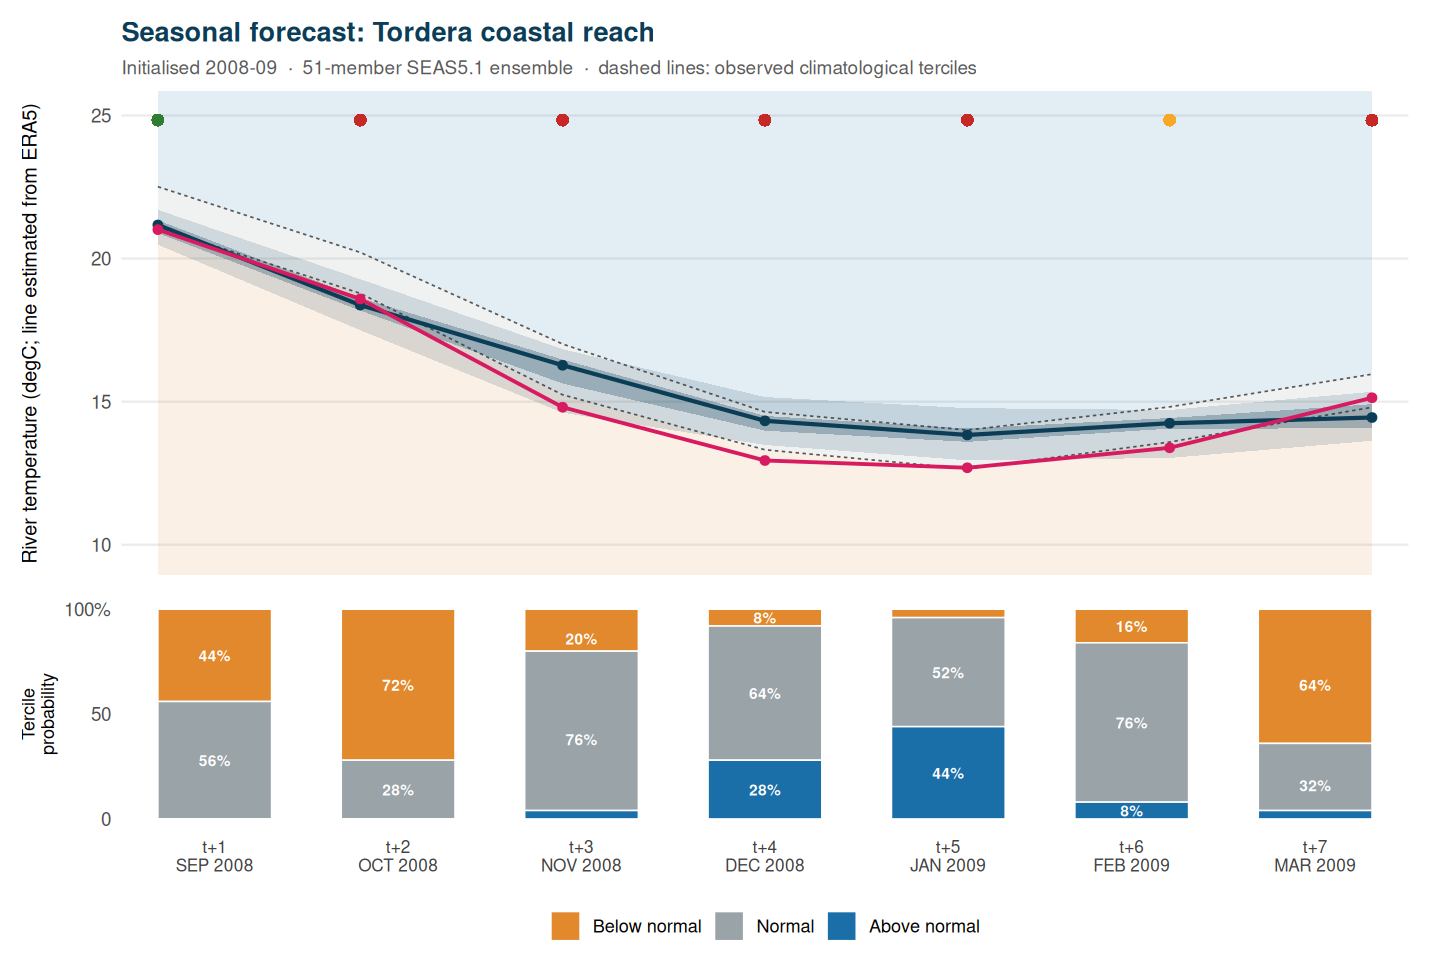 Seasonal forecast: Tordera coastal reach
Initialised 2008-09 · 51-member SEAS5.1 ensemble · dashed lines: observed climatological terciles
River temperature (degC; line estimated from ERA5)
25
20
15
10
Tercile
probability
100%
50
0
44%
56%
72%
28%
20%
76%
8%
64%
28%
52%
44%
16%
76%
8%
64%
32%
t+1
SEP 2008
t+2
OCT 2008
t+3
NOV 2008
t+4
DEC 2008
t+5
JAN 2009
t+6
FEB 2009
t+7
MAR 2009
Below normal
Normal
Above normal